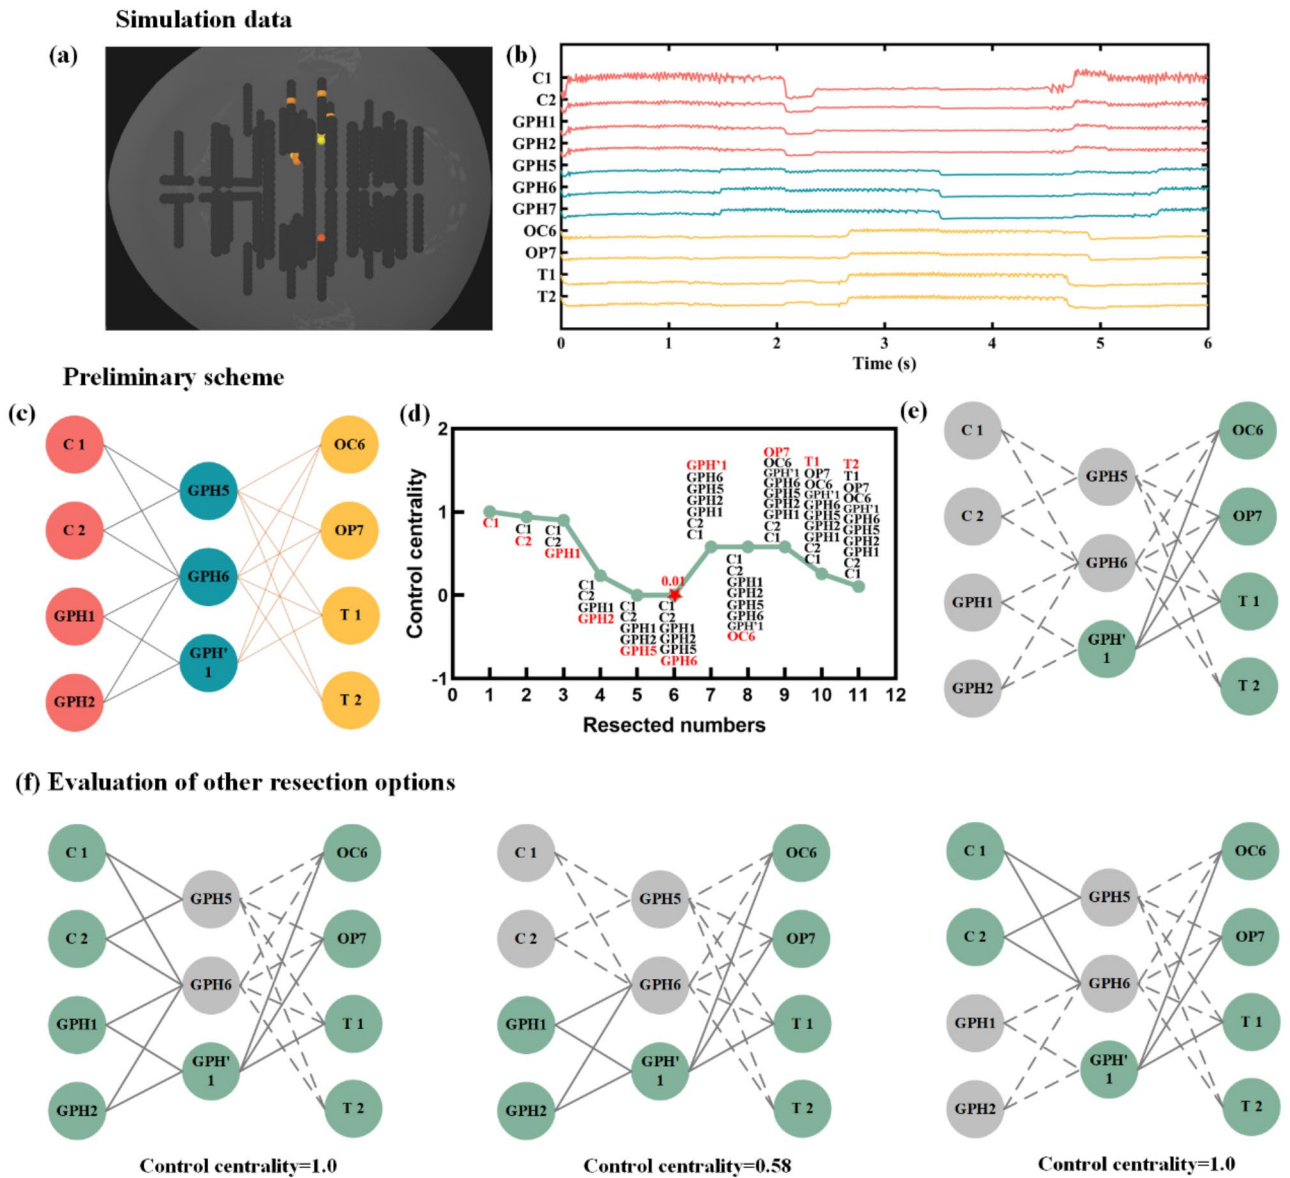 Simulation data
(a)
(b)
C1
C2
GPH1
GPH2
GPH5
GPH6
GPH7
OC6
OP7
T1
T2
0 1 2 3 4 5 6
Time (s)
Preliminary scheme
(c)
C 1
C 2
GPH1
GPH2
GPH5
GPH6
GPH'
1
OC6
OP7
T 1
T 2
(d)
Control centrality
2
1
0
-1
0 1 2 3 4 5 6 7 8 9 10 11 12
Resected numbers
C1
C1
C2
C1
C2
GPH1
C1
C2
GPH1
GPH2
C1
C2
GPH1
GPH2
GPH5
0.01
C1
C2
GPH1
GPH2
GPH5
GPH6
GPH'1
GPH6
GPH5
GPH2
GPH1
C2
C1
C1
C2
GPH1
GPH2
GPH5
GPH6
GPH'1
OC6
OP7
OC6
GPH'1
GPH6
GPH5
GPH2
GPH1
C2
C1
T1
OP7
OC6
GPH'1
GPH6
GPH5
GPH2
GPH1
C2
C1
T2
T1
OP7
OC6
GPH'1
GPH6
GPH5
GPH2
GPH1
C2
C1
(e)
C 1
C 2
GPH1
GPH2
GPH5
GPH6
GPH'
1
OC6
OP7
T 1
T 2
(f) Evaluation of other resection options
C 1
C 2
GPH1
GPH2
GPH5
GPH6
GPH'
1
OC6
OP7
T 1
T 2
Control centrality=1.0
C 1
C 2
GPH1
GPH2
GPH5
GPH6
GPH'
1
OC6
OP7
T 1
T 2
Control centrality=0.58
C 1
C 2
GPH1
GPH2
GPH5
GPH6
GPH'
1
OC6
OP7
T 1
T 2
Control centrality=1.0